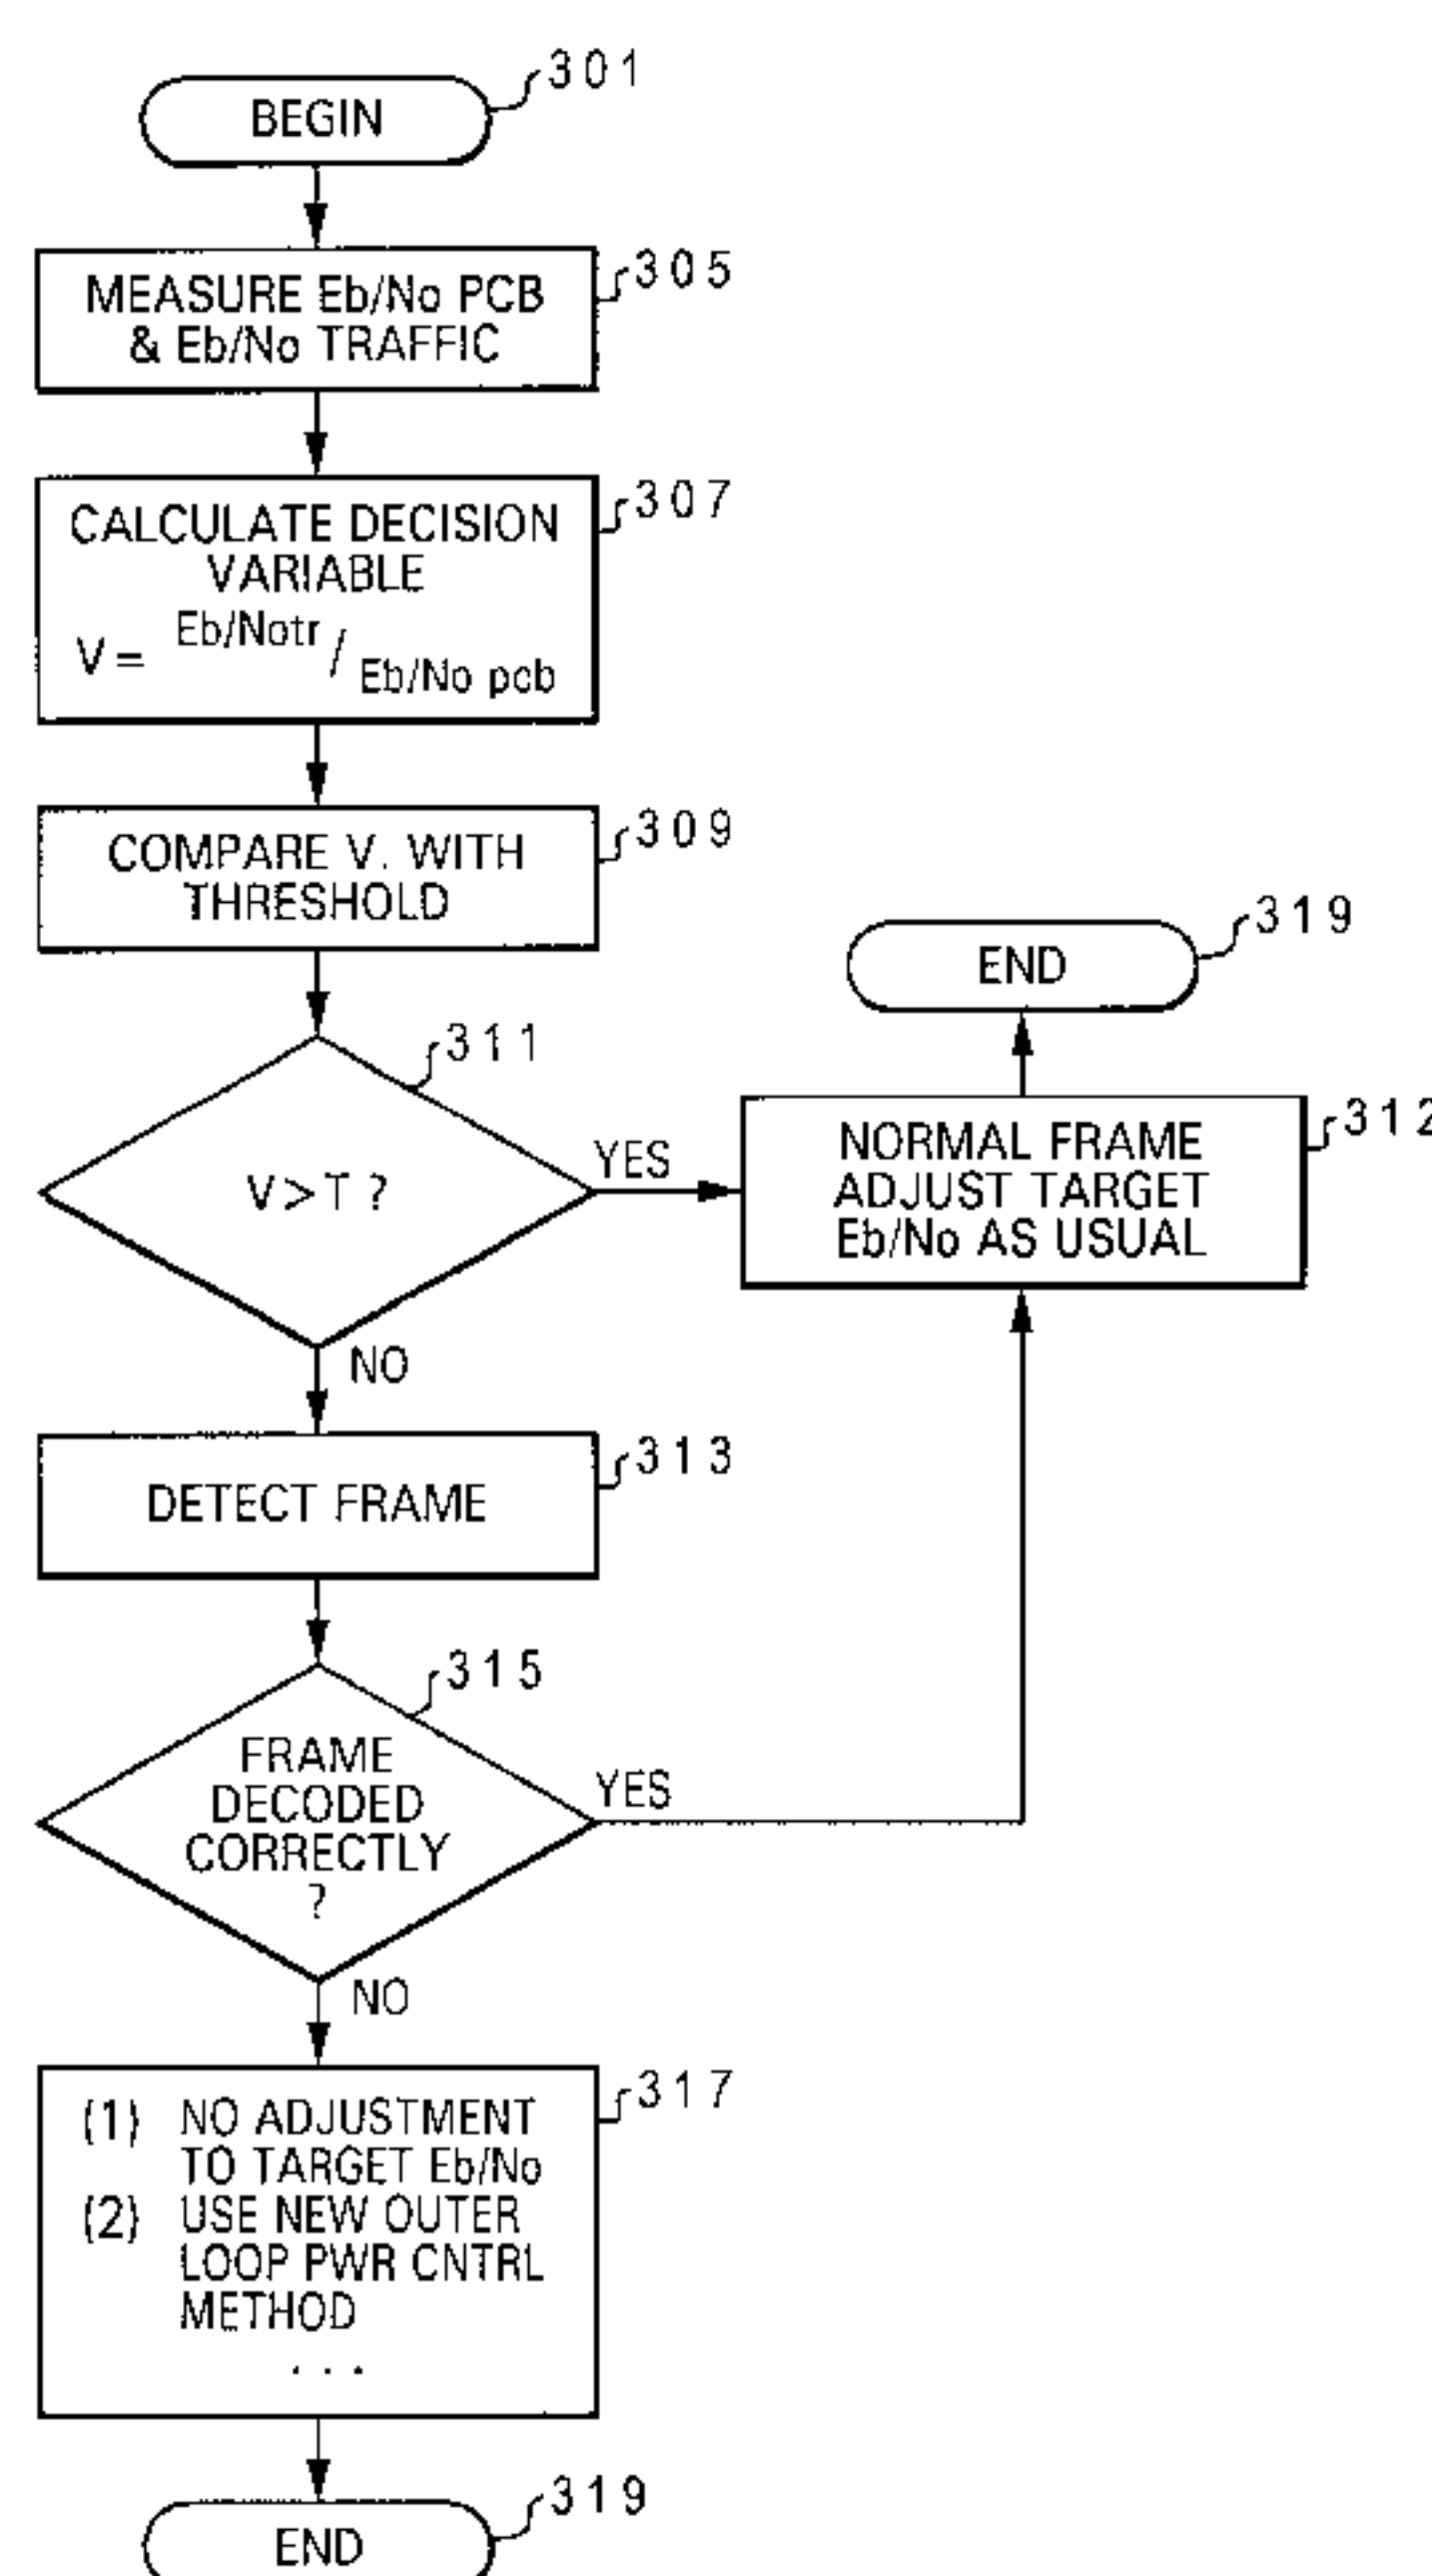 301
BEGIN
305
MEASURE Eb/No PCB
& Eb/No TRAFFIC
307
CALCULATE DECISION
VARIABLE
V = Eb/Notr / Eb/No pcb
309
COMPARE V. WITH
THRESHOLD
319
END
311
V > T ?
YES
312
NORMAL FRAME
ADJUST TARGET
Eb/No AS USUAL
NO
313
DETECT FRAME
315
FRAME
DECODED
CORRECTLY
?
YES
NO
317
(1) NO ADJUSTMENT
TO TARGET Eb/No
(2) USE NEW OUTER
LOOP PWR CNTRL
METHOD
. . .
319
END